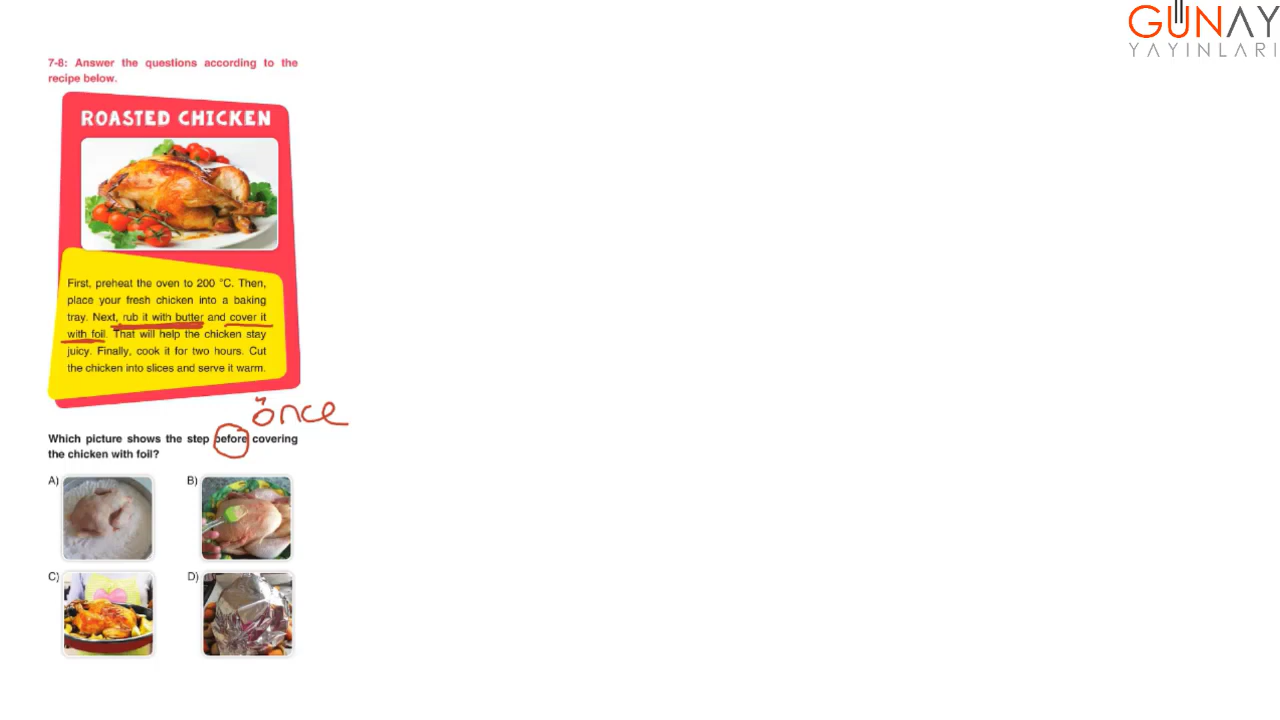 GÜNAY
YAYINLARI
7-8: Answer the questions according to the
recipe below.
ROASTED CHICKEN
First, preheat the oven to 200 °C. Then,
place your fresh chicken into a baking
tray. Next, rub it with butter and cover it
with foil. That will help the chicken stay
juicy. Finally, cook it for two hours. Cut
the chicken into slices and serve it warm.
önce
Which picture shows the step before covering
the chicken with foil?
A)
B)
C)
D)